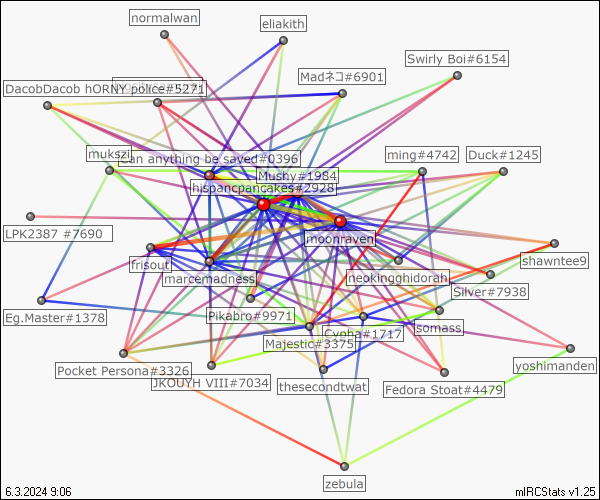 normalwan
eliakith
Swirly Boi#6154
Madネコ#6901
DacobDacob hORNY police#5271
mukszi
Can anything be saved#0396
ming#4742
Duck#1245
Mushy#1984
hispancpancakes#2928
LPK2387 #7690
moonraven
frisout
marcemadness
neokingghidorah
shawntee9
Silver#7938
Eg.Master#1378
Pikabro#9971
Cynha#1717
somass
Majestic#3375
Pocket Persona#3326
JKOUYH VIII#7034
thesecondtwat
Fedora Stoat#4479
yoshimanden
zebula
6.3.2024 9:06
mIRCStats v1.25